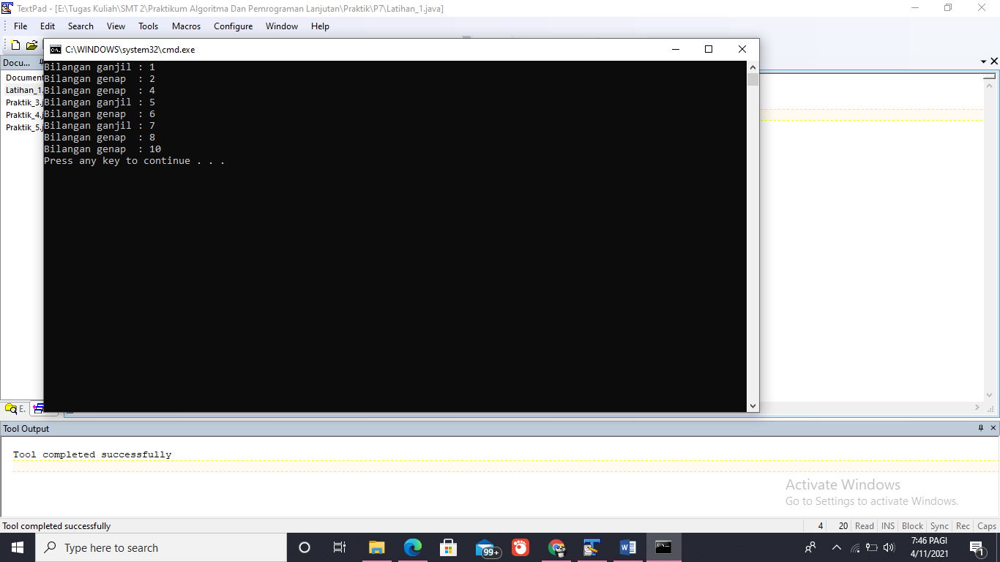 TextPad - [E:\Tugas Kuliah\SMT 2\Praktikum Algoritma Dan Pemrograman Lanjutan\Praktik\P7\Latihan_1.java]
File Edit Search View Tools Macros Configure Window Help
C:\WINDOWS\system32\cmd.exe
Docu...
Document
Latihan_1.
Praktik_3.j
Praktik_4.j
Praktik_5.j
Bilangan ganjil : 1
Bilangan genap : 2
Bilangan genap : 4
Bilangan ganjil : 5
Bilangan genap : 6
Bilangan ganjil : 7
Bilangan genap : 8
Bilangan genap : 10
Press any key to continue . . .
E.
Tool Output
Tool completed successfully
Activate Windows
Go to Settings to activate Windows.
Tool completed successfully 4 20 Read INS Block Sync Rec Caps
Type here to search
99+
7:46 PAGI
4/11/2021
1